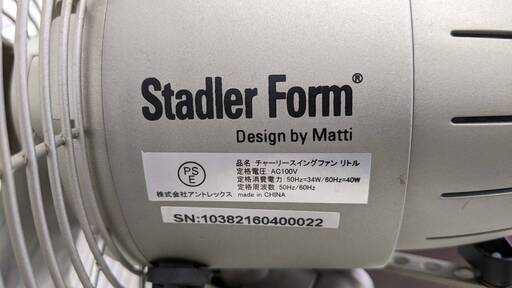 Stadler Form®
Design by Matti
PS
E
品名: チャーリースイングファン リトル
定格電圧: AC100V
定格消費電力: 50Hz=34W/60Hz=40W
定格周波数: 50Hz/60Hz
株式会社アントレックス made in CHINA
SN:10382160400022